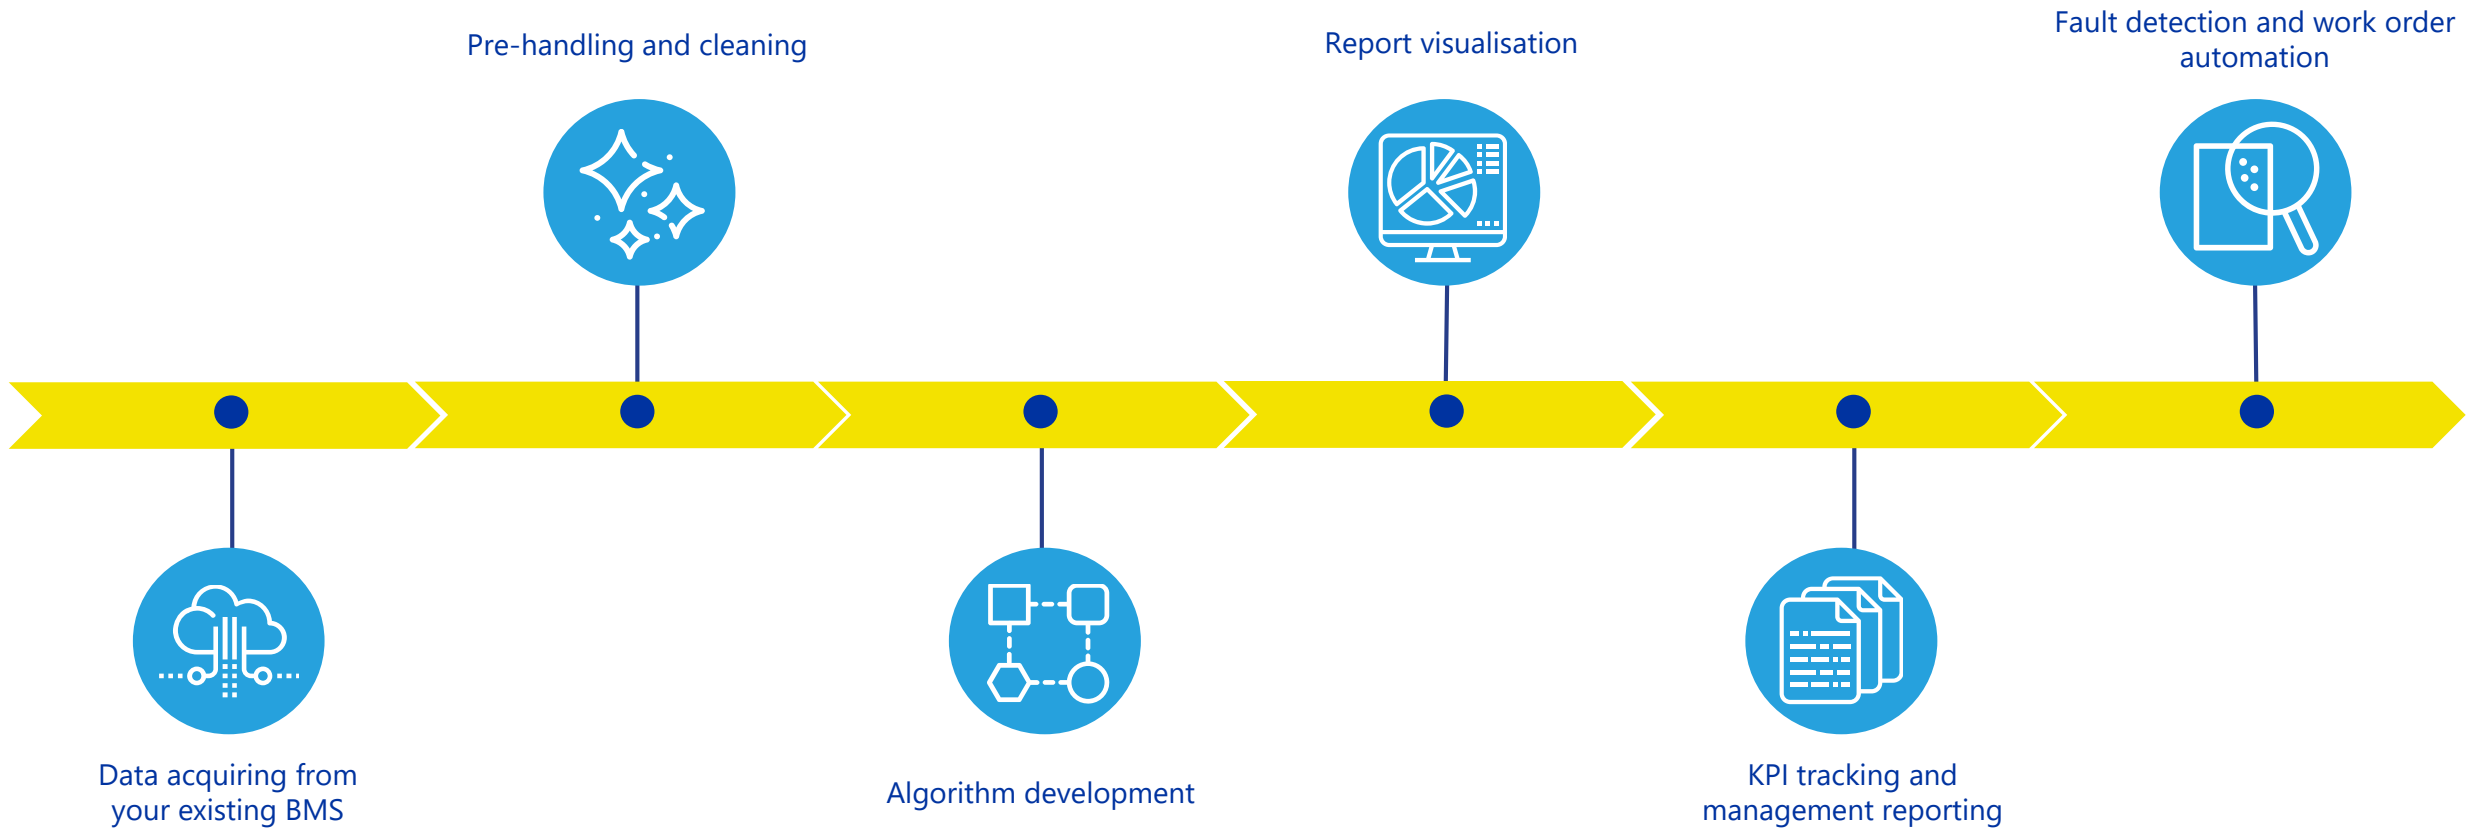 Data acquiring from
your existing BMS
Pre-handling and cleaning
Algorithm development
Report visualisation
KPI tracking and
management reporting
Fault detection and work order
automation